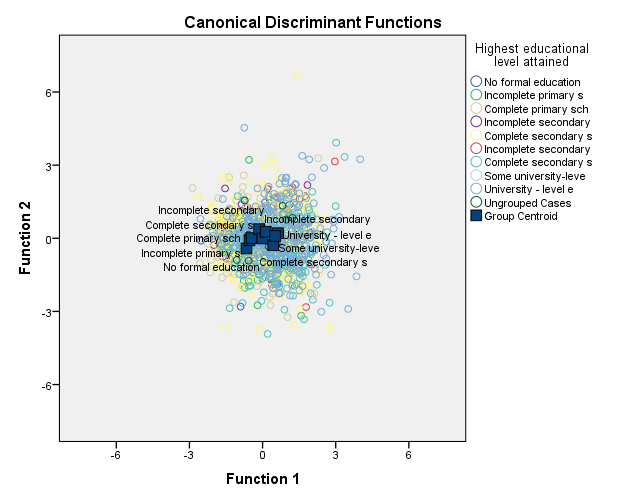 Canonical Discriminant Functions
Highest educational
level attained
No formal education
Incomplete primary s
Complete primary sch
Incomplete secondary
Complete secondary s
Incomplete secondary
Complete secondary s
Some university-leve
University - level e
Ungrouped Cases
Group Centroid
Function 2
6
3
0
-3
-6
Incomplete secondary
Incomplete secondary
Complete secondary s
University - level e
Complete primary sch
Some university-leve
Incomplete primary s
Complete secondary s
No formal education
-6
-3
0
3
6
Function 1